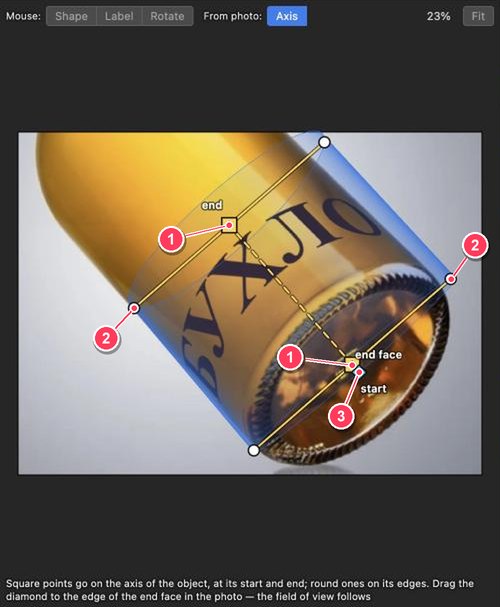 Mouse: Shape Label Rotate From photo: Axis 23% Fit
end
1
2
БУХЛО
2
1
end face
start
3
Square points go on the axis of the object, at its start and end; round ones on its edges. Drag the
diamond to the edge of the end face in the photo — the field of view follows